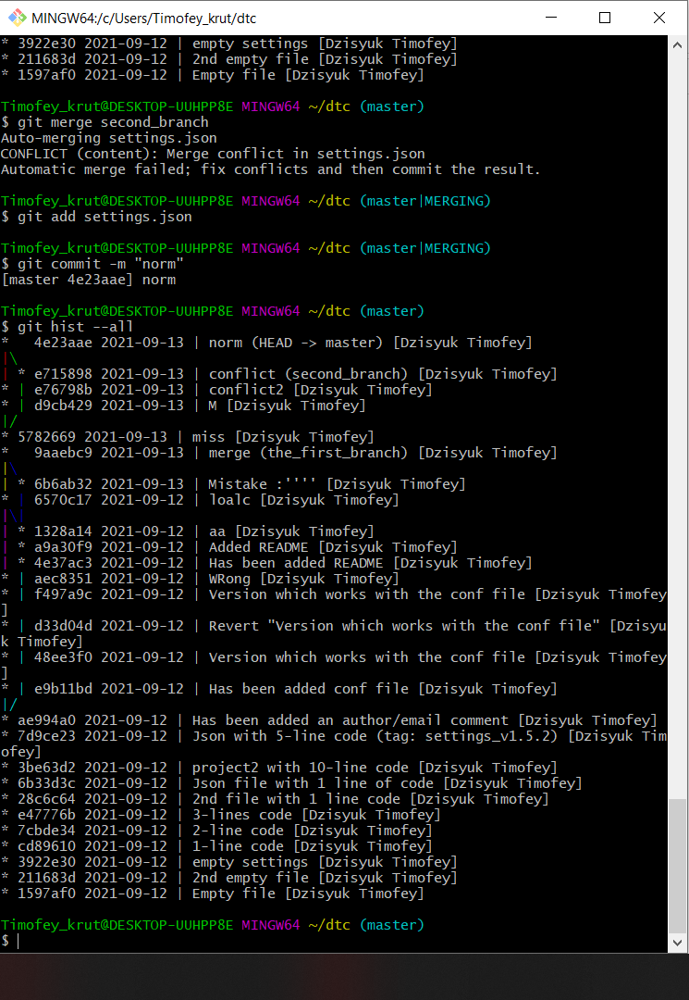 MINGW64:/c/Users/Timofey_krut/dtc
* 3922e30 2021-09-12 | empty settings [Dzisyuk Timofey]
* 211683d 2021-09-12 | 2nd empty file [Dzisyuk Timofey]
* 1597af0 2021-09-12 | Empty file [Dzisyuk Timofey]
Timofey_krut@DESKTOP-UUHPP8E MINGW64 ~/dtc (master)
$ git merge second_branch
Auto-merging settings.json
CONFLICT (content): Merge conflict in settings.json
Automatic merge failed; fix conflicts and then commit the result.
Timofey_krut@DESKTOP-UUHPP8E MINGW64 ~/dtc (master|MERGING)
$ git add settings.json
Timofey_krut@DESKTOP-UUHPP8E MINGW64 ~/dtc (master|MERGING)
$ git commit -m "norm"
[master 4e23aae] norm
Timofey_krut@DESKTOP-UUHPP8E MINGW64 ~/dtc (master)
$ git hist --all
*   4e23aae 2021-09-13 | norm (HEAD -> master) [Dzisyuk Timofey]
|\
| * e715898 2021-09-13 | conflict (second_branch) [Dzisyuk Timofey]
* | e76798b 2021-09-13 | conflict2 [Dzisyuk Timofey]
* | d9cb429 2021-09-13 | M [Dzisyuk Timofey]
|/
* 5782669 2021-09-13 | miss [Dzisyuk Timofey]
*   9aaebc9 2021-09-13 | merge (the_first_branch) [Dzisyuk Timofey]
|\
| * 6b6ab32 2021-09-13 | Mistake :'''' [Dzisyuk Timofey]
* | 6570c17 2021-09-12 | loalc [Dzisyuk Timofey]
|\|
| * 1328a14 2021-09-12 | aa [Dzisyuk Timofey]
| * a9a30f9 2021-09-12 | Added README [Dzisyuk Timofey]
| * 4e37ac3 2021-09-12 | Has been added README [Dzisyuk Timofey]
* | aec8351 2021-09-12 | WRong [Dzisyuk Timofey]
* | f497a9c 2021-09-12 | Version which works with the conf file [Dzisyuk Timofey
]
* | d33d04d 2021-09-12 | Revert "Version which works with the conf file" [Dzisyu
k Timofey]
* | 48ee3f0 2021-09-12 | Version which works with the conf file [Dzisyuk Timofey
]
* | e9b11bd 2021-09-12 | Has been added conf file [Dzisyuk Timofey]
|/
* ae994a0 2021-09-12 | Has been added an author/email comment [Dzisyuk Timofey]
* 7d9ce23 2021-09-12 | Json with 5-line code (tag: settings_v1.5.2) [Dzisyuk Tim
ofey]
* 3be63d2 2021-09-12 | project2 with 10-line code [Dzisyuk Timofey]
* 6b33d3c 2021-09-12 | Json file with 1 line of code [Dzisyuk Timofey]
* 28c6c64 2021-09-12 | 2nd file with 1 line code [Dzisyuk Timofey]
* e47776b 2021-09-12 | 3-lines code [Dzisyuk Timofey]
* 7cbde34 2021-09-12 | 2-line code [Dzisyuk Timofey]
* cd89610 2021-09-12 | 1-line code [Dzisyuk Timofey]
* 3922e30 2021-09-12 | empty settings [Dzisyuk Timofey]
* 211683d 2021-09-12 | 2nd empty file [Dzisyuk Timofey]
* 1597af0 2021-09-12 | Empty file [Dzisyuk Timofey]
Timofey_krut@DESKTOP-UUHPP8E MINGW64 ~/dtc (master)
$